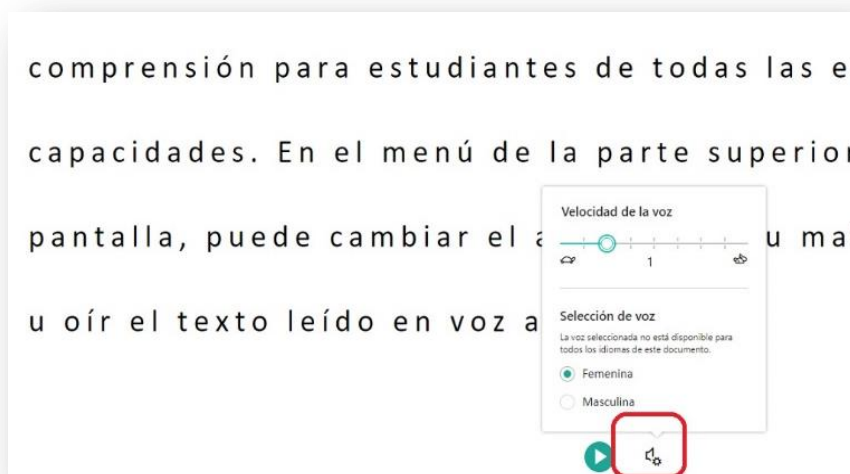 comprensión para estudiantes de todas las e
capacidades. En el menú de la parte superior
pantalla, puede cambiar el a
u ma
u oír el texto leído en voz a
Velocidad de la voz
1
Selección de voz
La voz seleccionada no está disponible para
todos los idiomas de este documento.
Femenina
Masculina